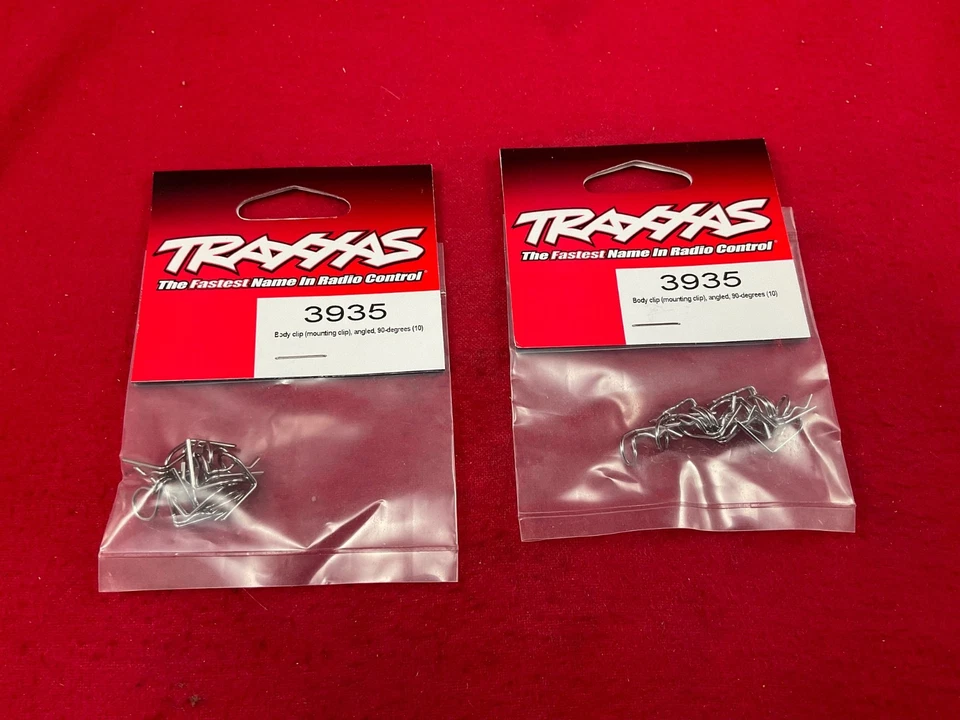 TRAXXAS
The Fastest Name In Radio Control
3935
Body clip (mounting clip), angled, 90-degrees (10)
TRAXXAS
The Fastest Name In Radio Control
3935
Body clip (mounting clip), angled, 90-degrees (10)